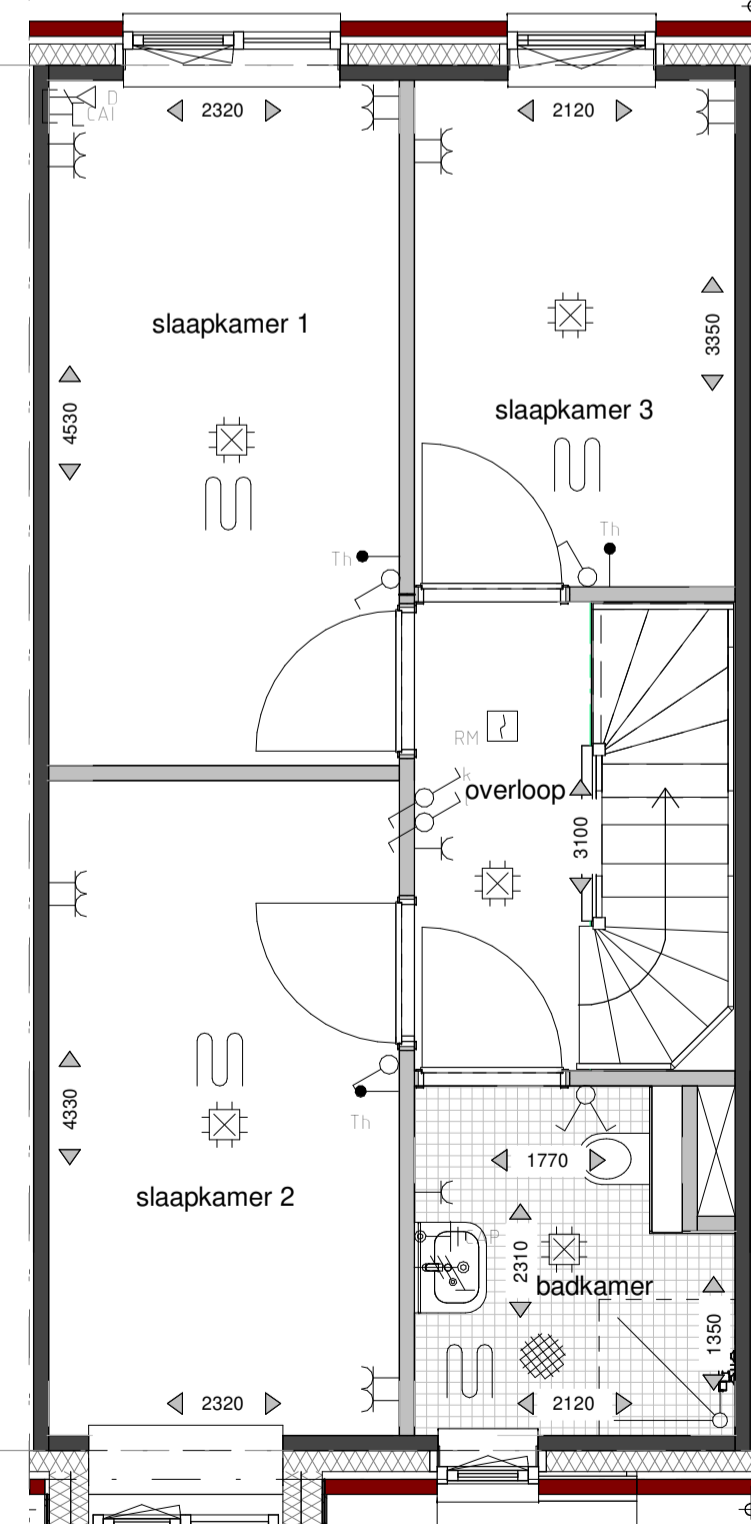 D
CAI
2320
2120
slaapkamer 1
3350
4530
slaapkamer 3
Th
Th
RM
k
overloop
3100
4330
Th
1770
slaapkamer 2
2310
badkamer
1350
2320
2120